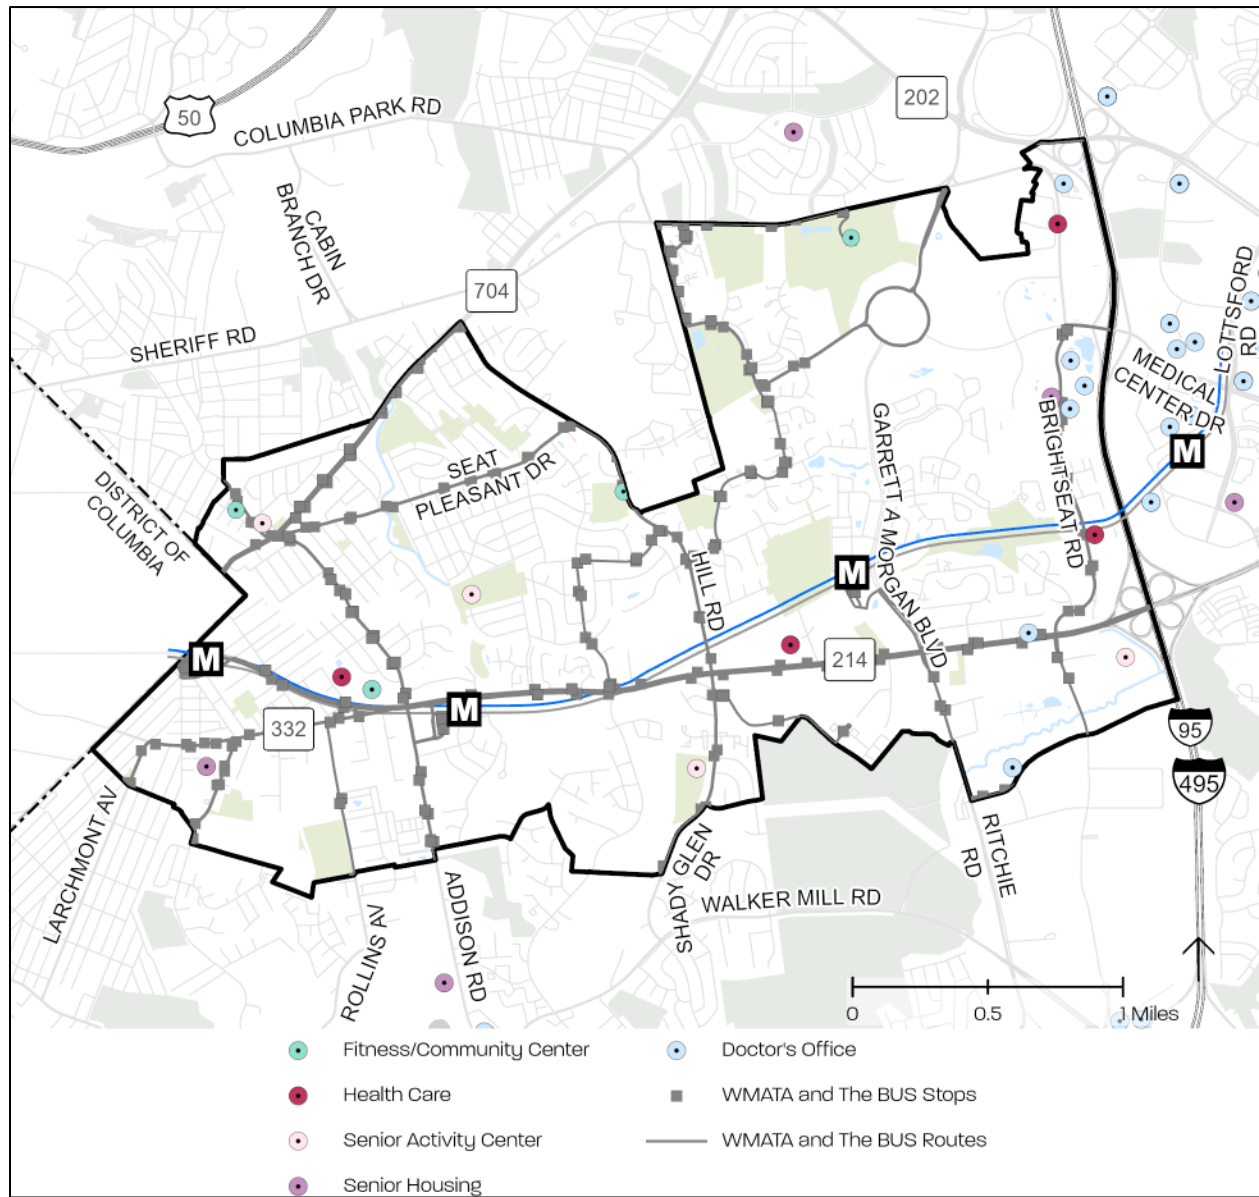 202
50
COLUMBIA PARK RD
CABIN
BRANCH DR
704
LOTTSFORD
RD
SHERIFF RD
MEDICAL
CENTER DR
GARRETT A MORGAN BLVD
BRIGHTSEAT RD
M
SEAT
PLEASANT DR
DISTRICT OF
COLUMBIA
HILL RD
M
M
214
M
332
95
495
LARCHMONT AV
ROLLINS AV
ADDISON RD
SHADY GLEN
DR
WALKER MILL RD
RITCHIE
RD
0
0.5
1 Miles
Fitness/Community Center
Doctor's Office
Health Care
WMATA and The BUS Stops
Senior Activity Center
WMATA and The BUS Routes
Senior Housing